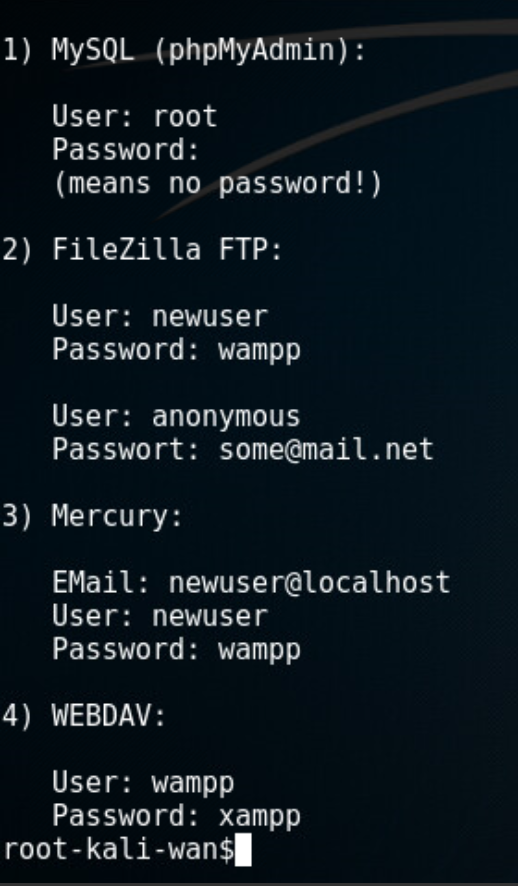 1) MySQL (phpMyAdmin):
User: root
Password:
(means no password!)
2) FileZilla FTP:
User: newuser
Password: wampp
User: anonymous
Passwort: some@mail.net
3) Mercury:
EMail: newuser@localhost
User: newuser
Password: wampp
4) WEBDAV:
User: wampp
Password: xampp
root-kali-wan$